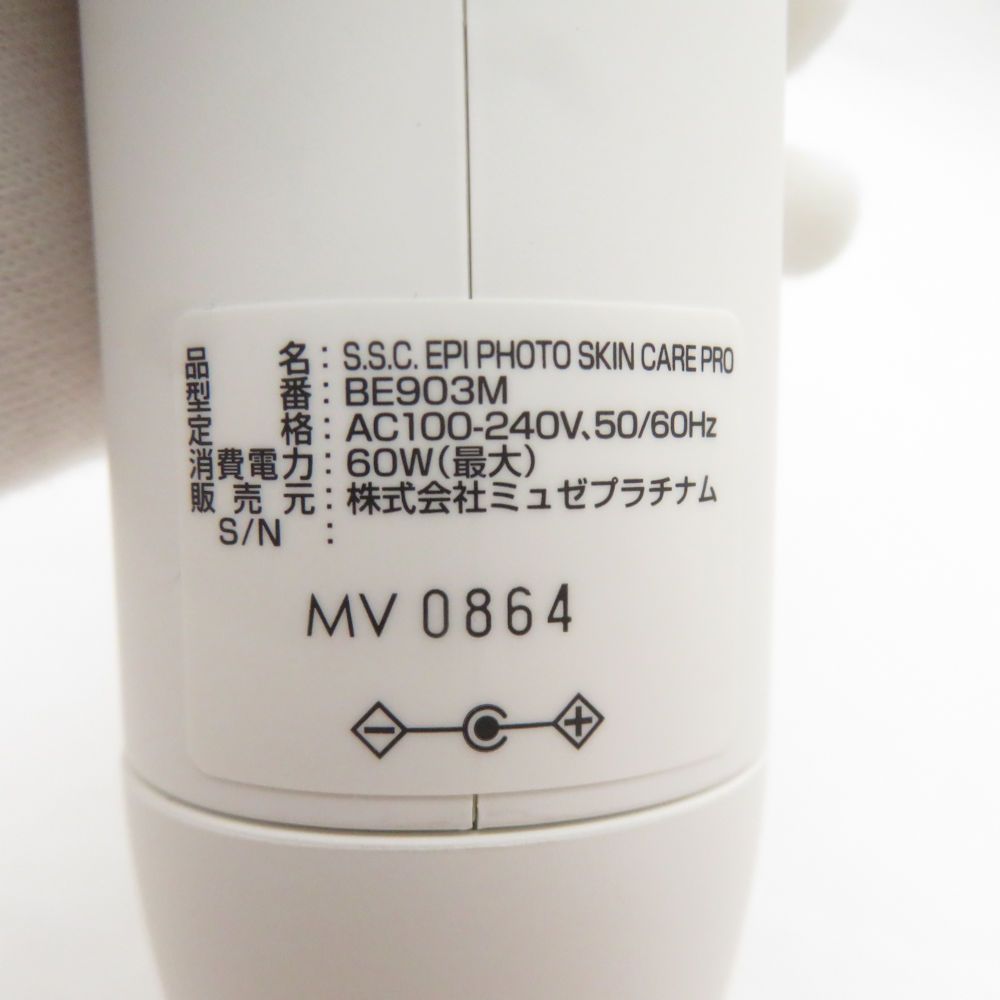 品名：S.S.C. EPI PHOTO SKIN CARE PRO
型番：BE903M
定格：AC100-240V、50/60Hz
消費電力：60W（最大）
販売元：株式会社ミュゼプラチナム
S/N：
MV 0864